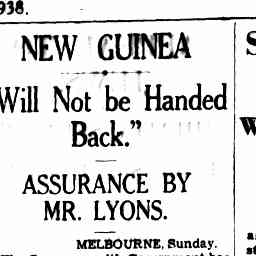 938.
NEW GUINEA
Will Not be Handed
Back."
ASSURANCE BY
MR. LYONS.
MELBOURNE, Sunday.